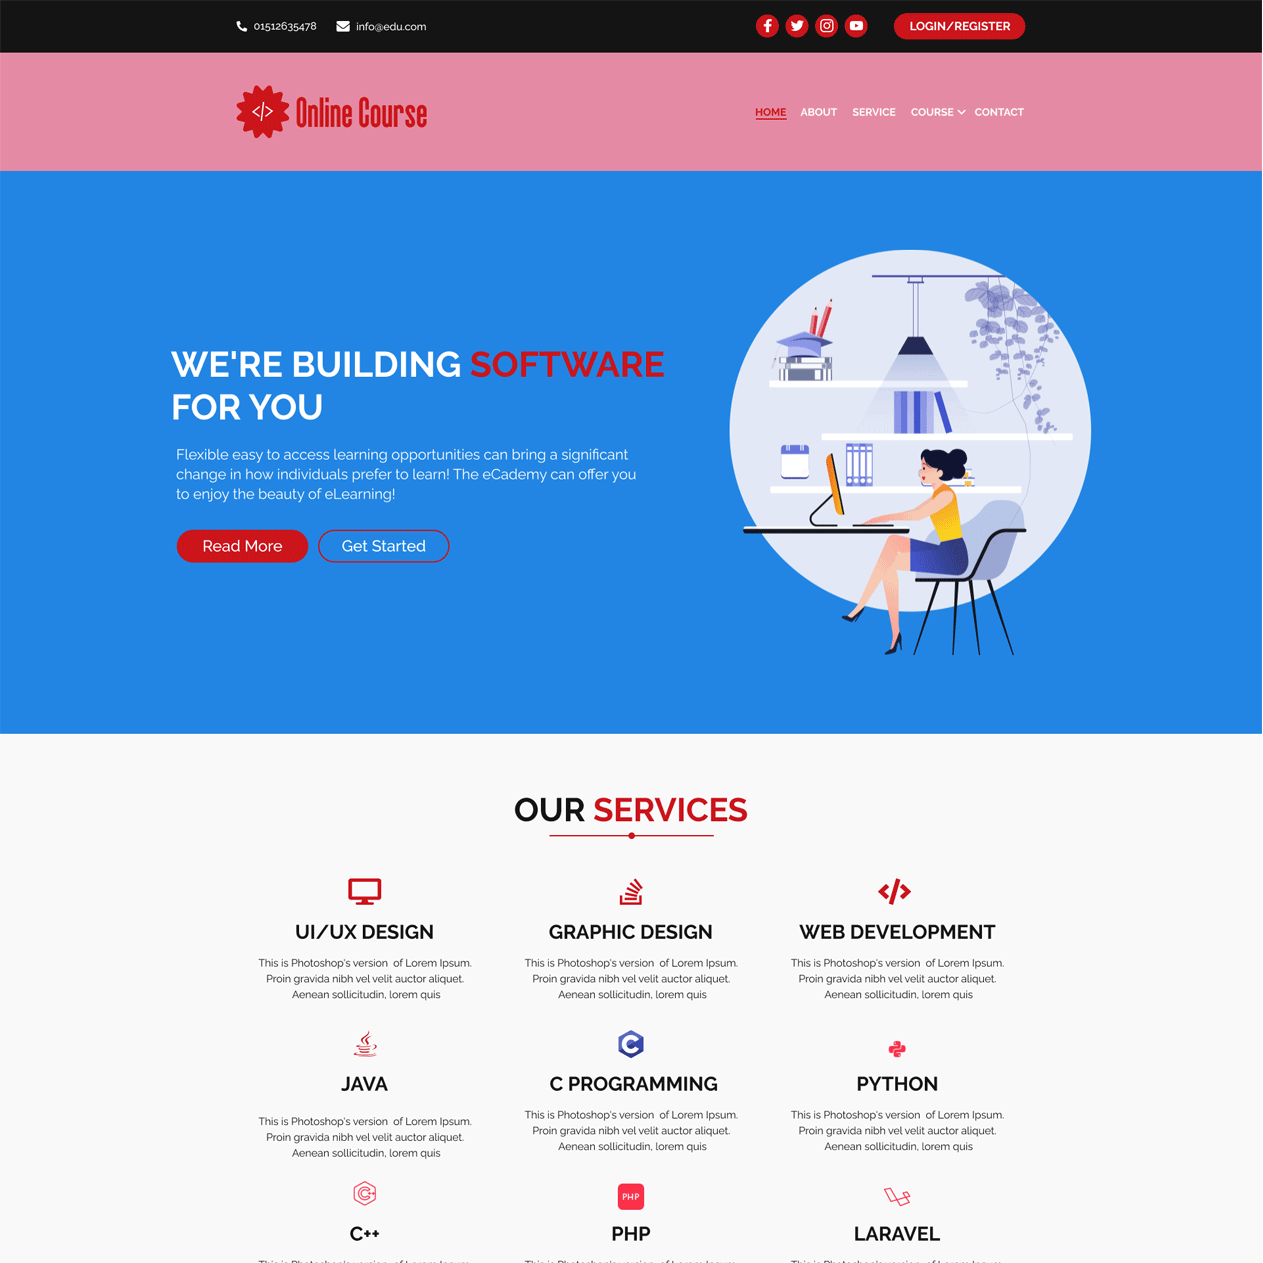 01512635478 info@edu.com LOGIN/REGISTER
</> Online Course HOME ABOUT SERVICE COURSE CONTACT
WE'RE BUILDING SOFTWARE
FOR YOU
Flexible easy to access learning opportunities can bring a significant
change in how individuals prefer to learn! The eCademy can offer you
to enjoy the beauty of eLearning!
Read More Get Started
OUR SERVICES
UI/UX DESIGN
This is Photoshop's version of Lorem Ipsum.
Proin gravida nibh vel velit auctor aliquet.
Aenean sollicitudin, lorem quis
GRAPHIC DESIGN
This is Photoshop's version of Lorem Ipsum.
Proin gravida nibh vel velit auctor aliquet.
Aenean sollicitudin, lorem quis
WEB DEVELOPMENT
This is Photoshop's version of Lorem Ipsum.
Proin gravida nibh vel velit auctor aliquet.
Aenean sollicitudin, lorem quis
JAVA
This is Photoshop's version of Lorem Ipsum.
Proin gravida nibh vel velit auctor aliquet.
Aenean sollicitudin, lorem quis
C
C PROGRAMMING
This is Photoshop's version of Lorem Ipsum.
Proin gravida nibh vel velit auctor aliquet.
Aenean sollicitudin, lorem quis
PYTHON
This is Photoshop's version of Lorem Ipsum.
Proin gravida nibh vel velit auctor aliquet.
Aenean sollicitudin, lorem quis
C++
C++
PHP
PHP
LARAVEL